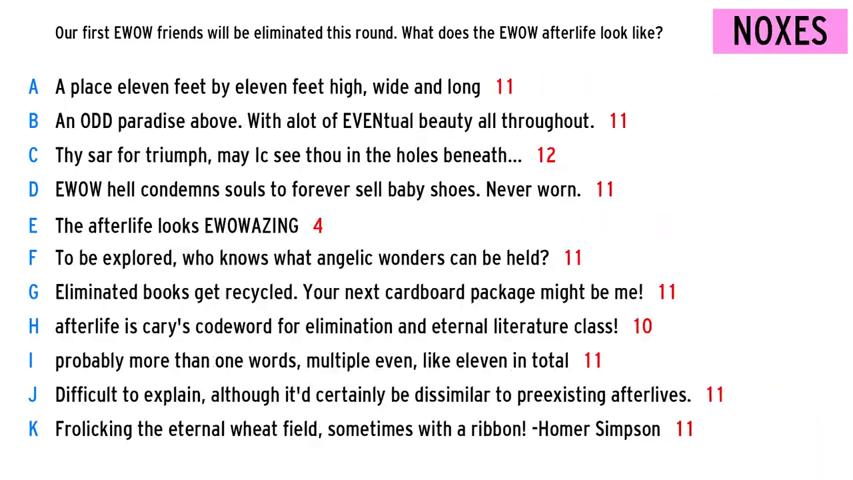 Our first EWOW friends will be eliminated this round. What does the EWOW afterlife look like?
NOXES
A A place eleven feet by eleven feet high, wide and long 11
B An ODD paradise above. With alot of EVENtual beauty all throughout. 11
C Thy sar for triumph, may Ic see thou in the holes beneath... 12
D EWOW hell condemns souls to forever sell baby shoes. Never worn. 11
E The afterlife looks EWOWAZING 4
F To be explored, who knows what angelic wonders can be held? 11
G Eliminated books get recycled. Your next cardboard package might be me! 11
H afterlife is cary's codeword for elimination and eternal literature class! 10
I probably more than one words, multiple even, like eleven in total 11
J Difficult to explain, although it'd certainly be dissimilar to preexisting afterlives. 11
K Frolicking the eternal wheat field, sometimes with a ribbon! -Homer Simpson 11